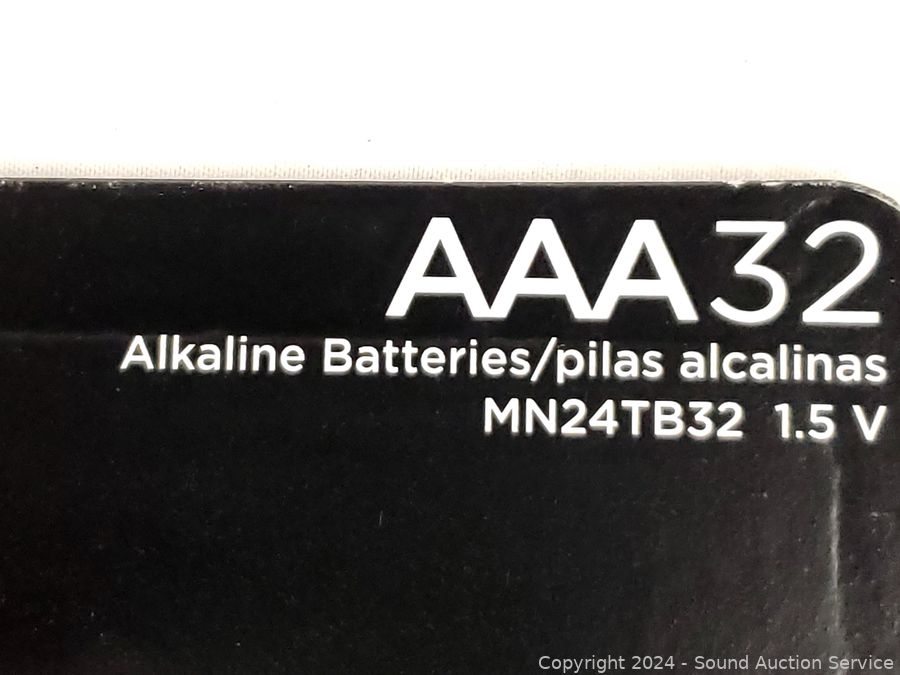 AAA32
Alkaline Batteries/pilas alcalinas
MN24TB32 1.5 V
Copyright 2024 - Sound Auction Service